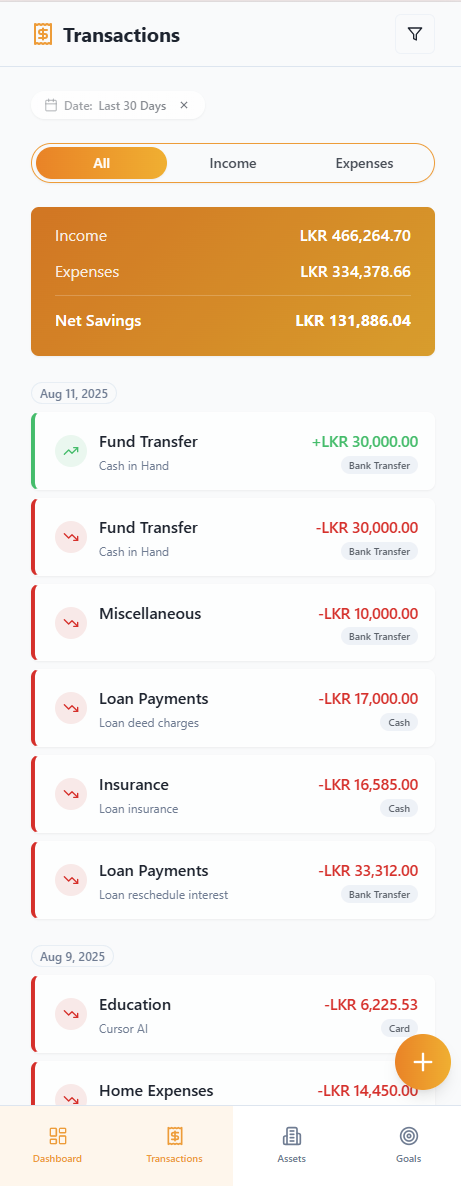 Transactions
Date: Last 30 Days ×
All Income Expenses
Income LKR 466,264.70
Expenses LKR 334,378.66
Net Savings LKR 131,886.04
Aug 11, 2025
Fund Transfer +LKR 30,000.00
Cash in Hand Bank Transfer
Fund Transfer -LKR 30,000.00
Cash in Hand Bank Transfer
Miscellaneous -LKR 10,000.00
Bank Transfer
Loan Payments -LKR 17,000.00
Loan deed charges Cash
Insurance -LKR 16,585.00
Loan insurance Cash
Loan Payments -LKR 33,312.00
Loan reschedule interest Bank Transfer
Aug 9, 2025
Education -LKR 6,225.53
Cursor AI Card
Home Expenses -LKR 14,450.00
Dashboard Transactions Assets Goals